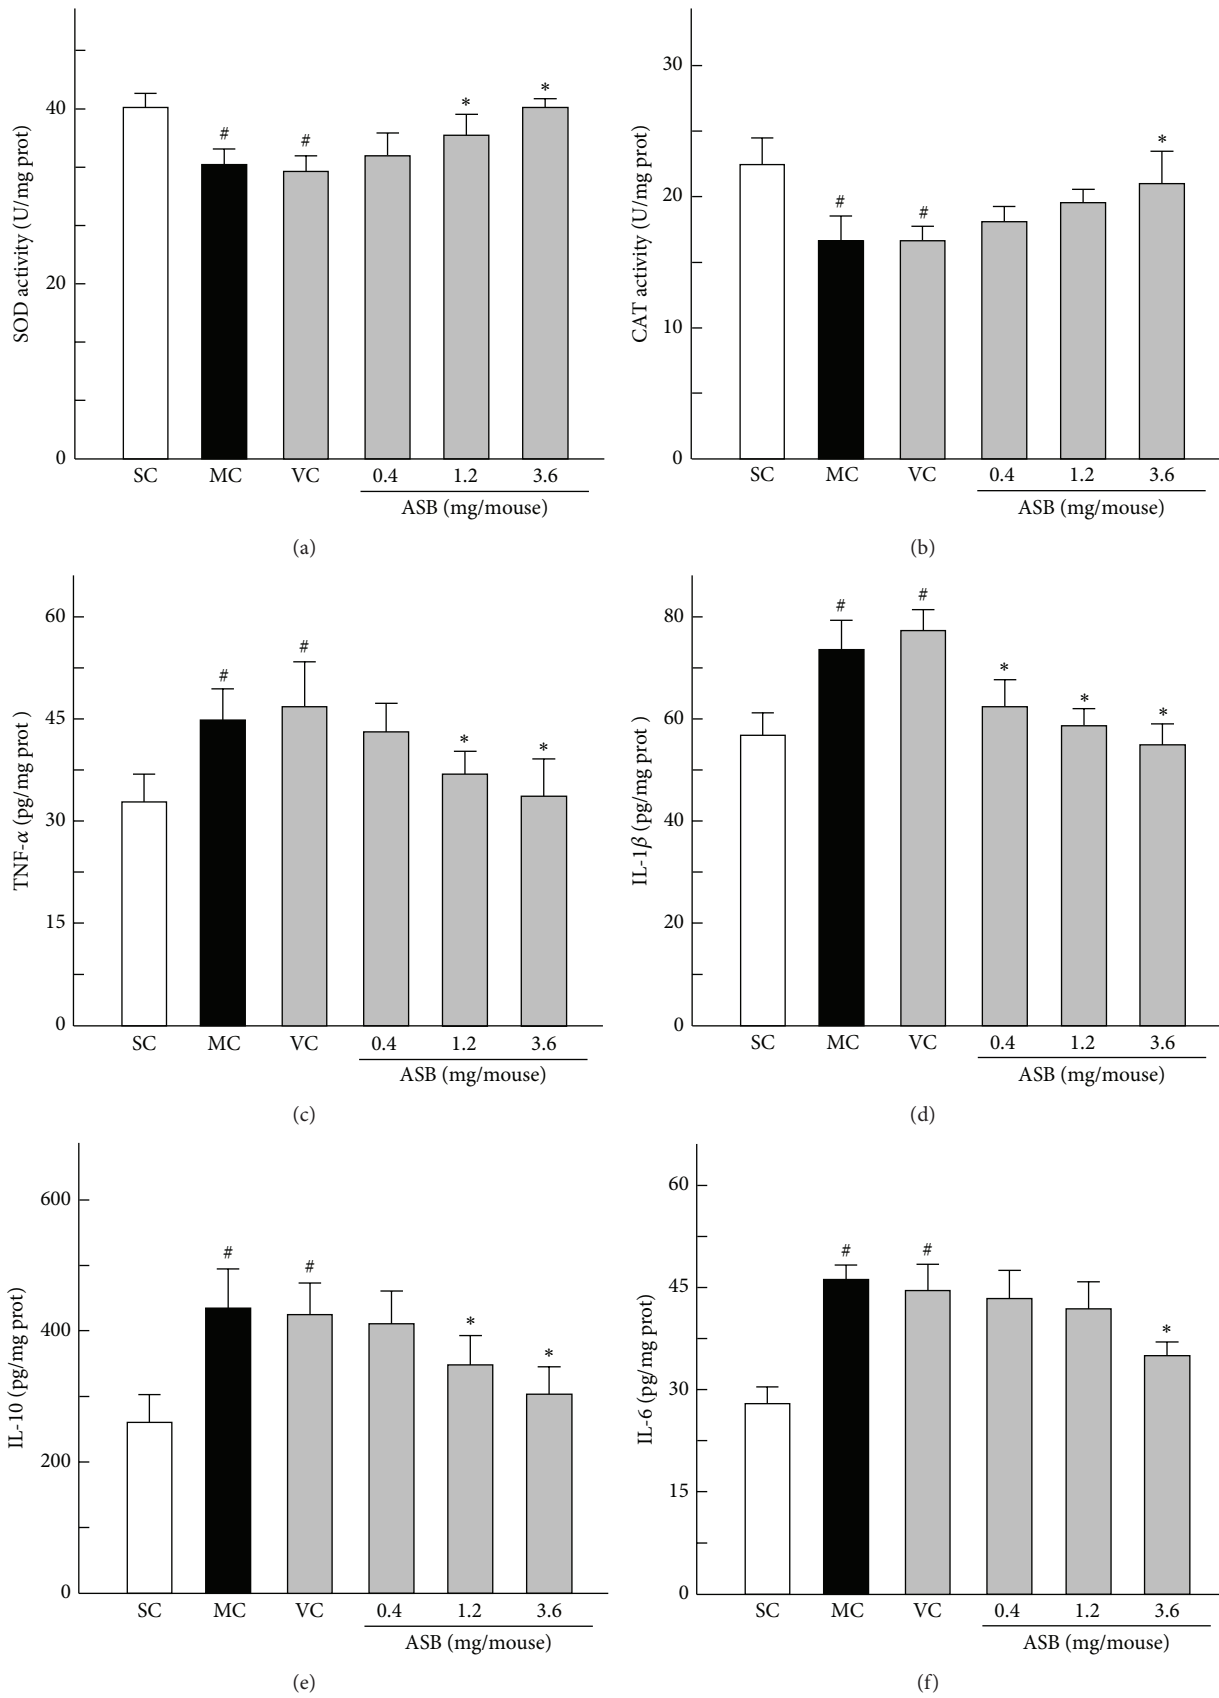 SOD activity (U/mg prot)
40
20
0
#
#
*
*
SC MC VC 0.4 1.2 3.6
ASB (mg/mouse)
(a)
CAT activity (U/mg prot)
30
20
10
0
#
#
*
SC MC VC 0.4 1.2 3.6
ASB (mg/mouse)
(b)
TNF-α (pg/mg prot )
60
45
30
15
0
#
#
*
*
SC MC VC 0.4 1.2 3.6
ASB (mg/mouse)
(c)
IL-1β (pg/mg prot )
80
60
40
20
0
#
#
*
*
*
SC MC VC 0.4 1.2 3.6
ASB (mg/mouse)
(d)
IL-10 (pg/mg prot)
600
400
200
0
#
#
*
*
SC MC VC 0.4 1.2 3.6
ASB (mg/mouse)
(e)
IL-6 (pg/mg prot)
60
45
30
15
0
#
#
*
SC MC VC 0.4 1.2 3.6
ASB (mg/mouse)
(f)